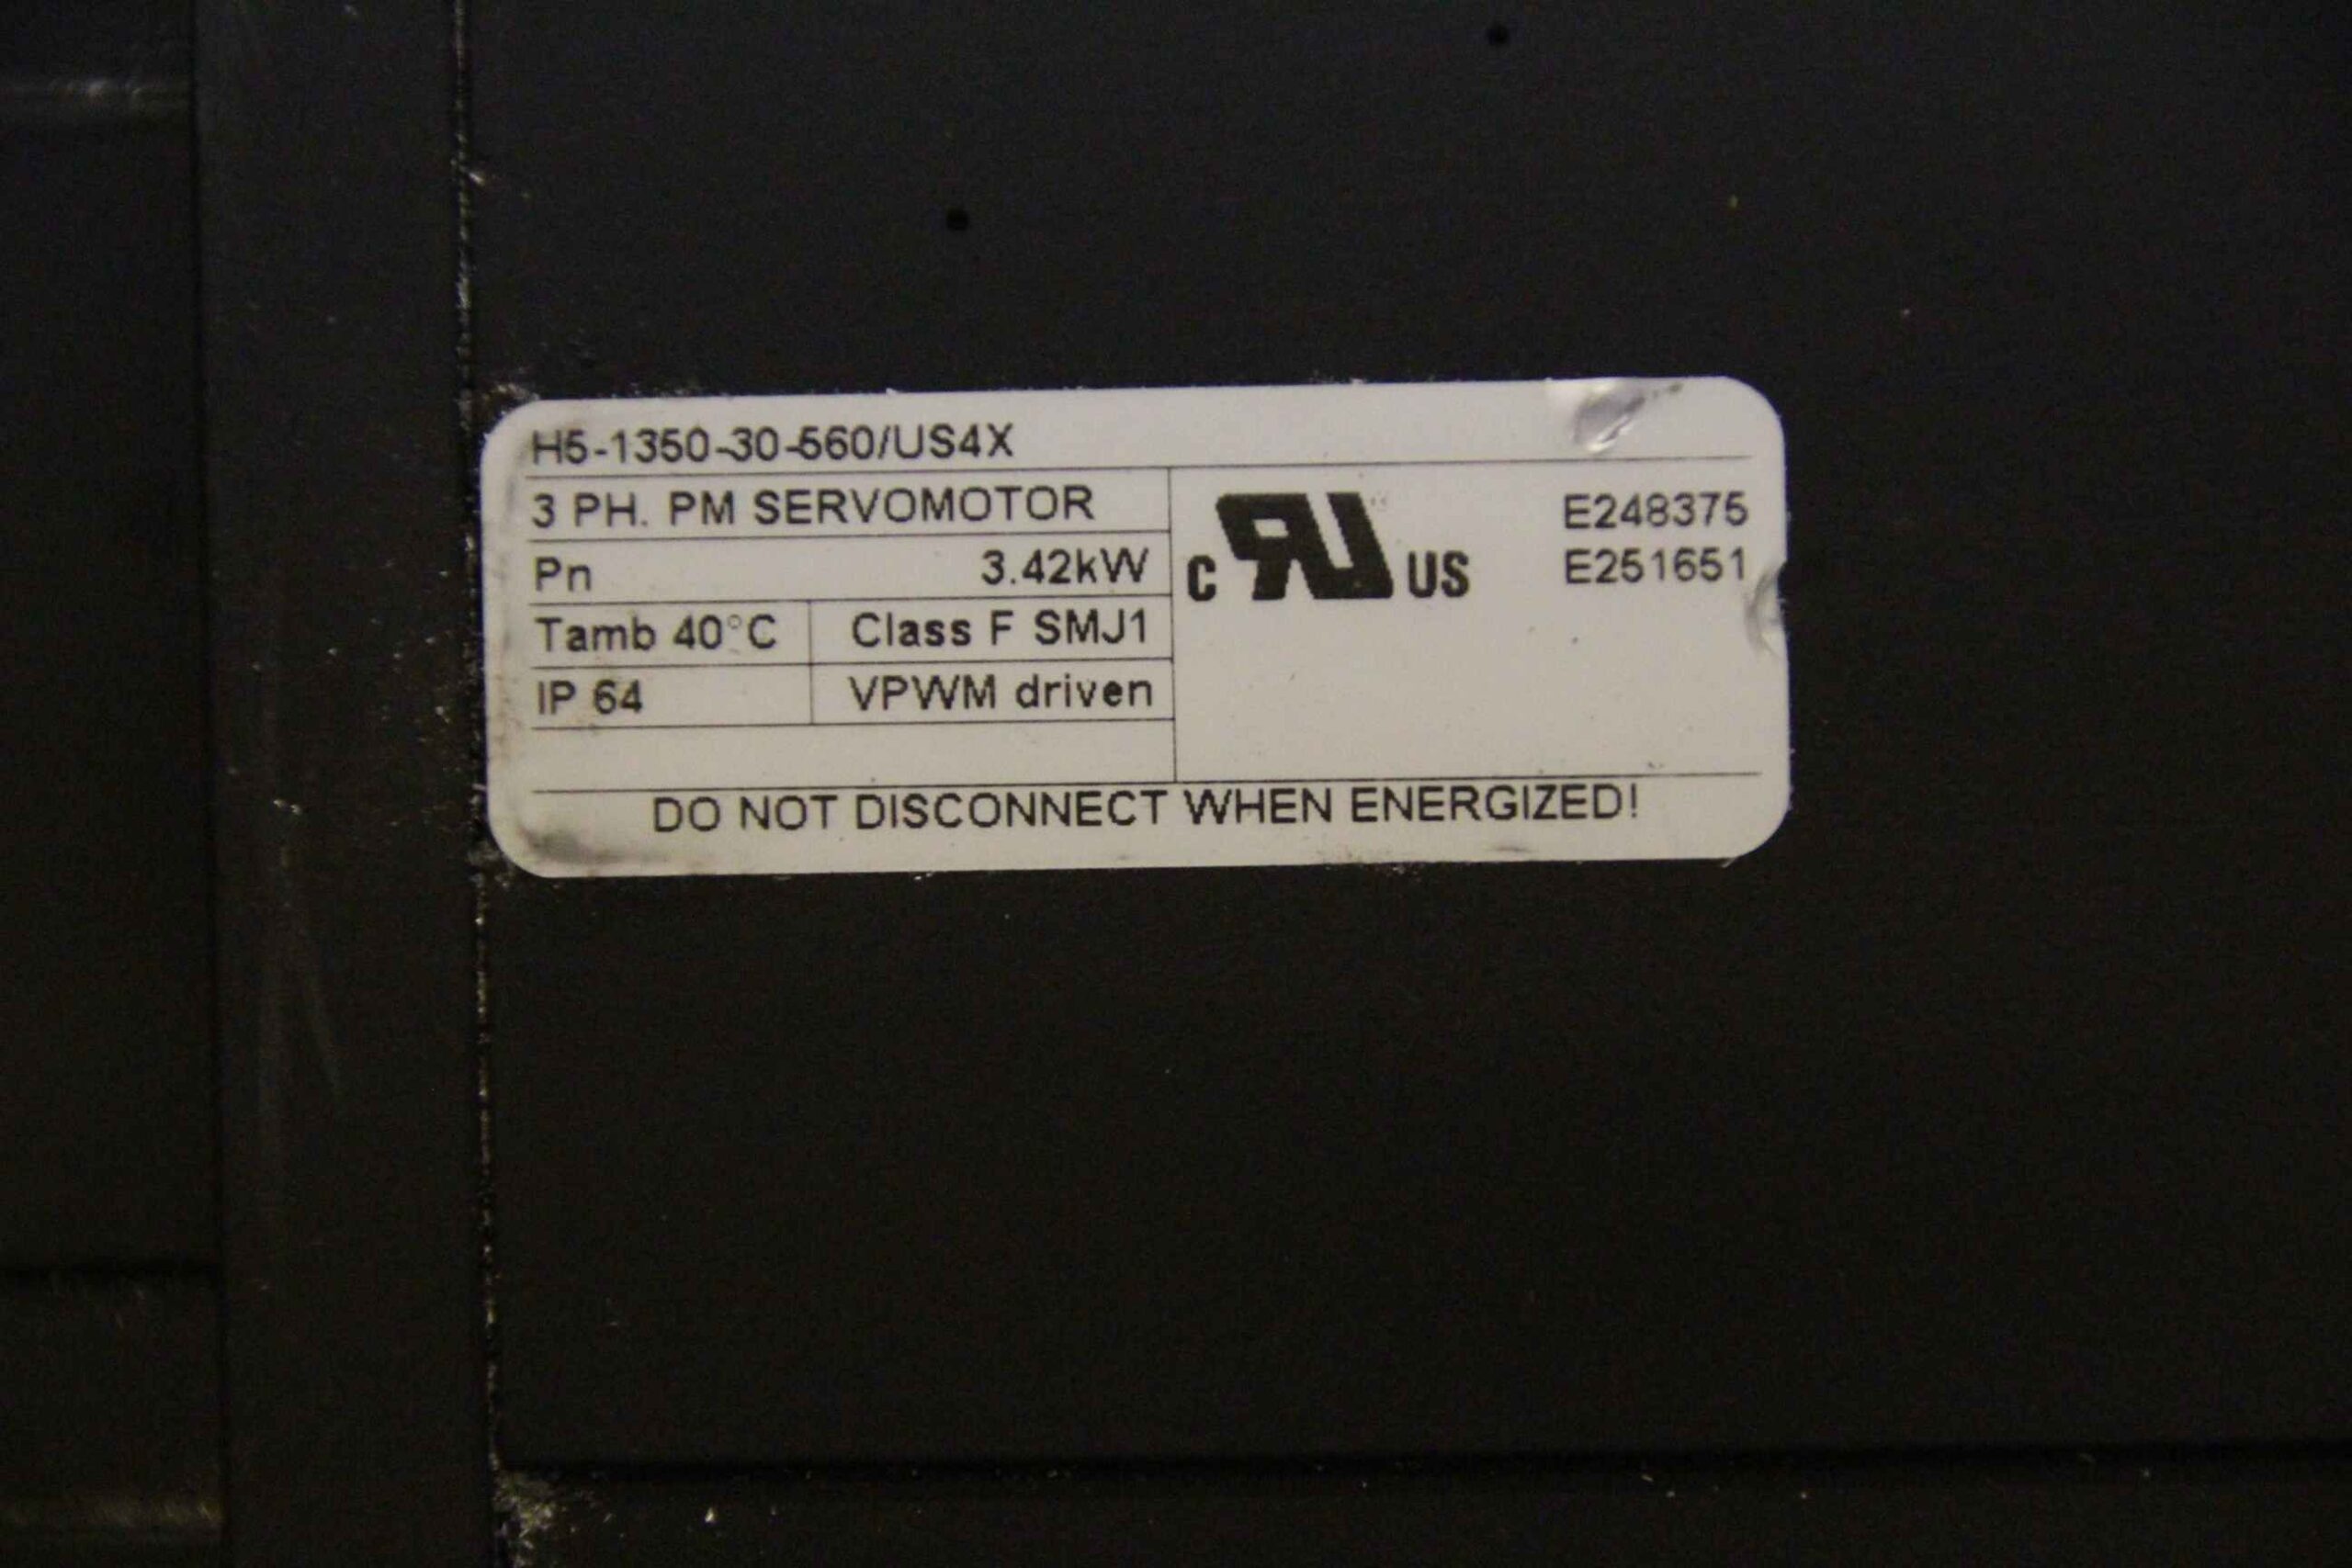 H5-1350-30-560/US4X
3 PH. PM SERVOMOTOR
Pn 3.42kW
Tamb 40°C Class F SMJ1
IP 64 VPWM driven
c RU US E248375
E251651
DO NOT DISCONNECT WHEN ENERGIZED!